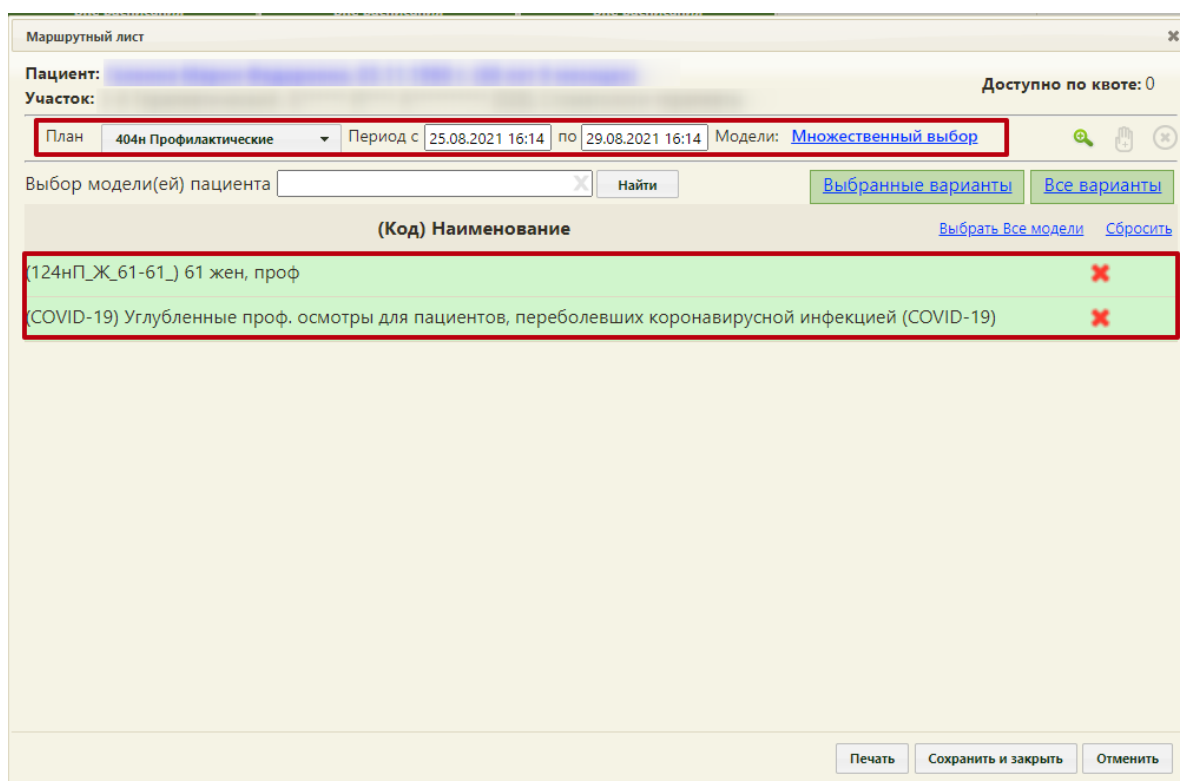 Маршрутный лист
Пациент:
Участок:
Доступно по квоте: 0
План 404н Профилактические Период с 25.08.2021 16:14 по 29.08.2021 16:14 Модели: Множественный выбор
Выбор модели(ей) пациента X Найти Выбранные варианты Все варианты
(Код) Наименование Выбрать Все модели Сбросить
(124нП_Ж_61-61_) 61 жен, проф
(COVID-19) Углубленные проф. осмотры для пациентов, переболевших коронавирусной инфекцией (COVID-19)
Печать Сохранить и закрыть Отменить